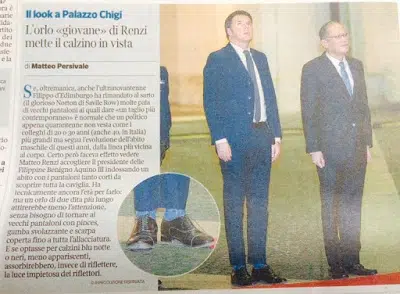 Il look a Palazzo Chigi
L'orlo «giovane» di Renzi
mette il calzino in vista
di Matteo Persivale
Se, oltremanica, anche l'ultranovantenne
Filippo d'Edimburgo ha rimandato al sarto
(il glorioso Norton di Savile Row) molte paia
di vecchi pantaloni ai quali dare «un taglio più
contemporaneo» è normale che un politico
appena quarantenne non vesta come i
colleghi di 20 o 30 anni (anche 40, in Italia)
più grandi ma segua l'evoluzione dell'abito
maschile di questi anni, dalla linea più vicina
al corpo. Certo però faceva effetto vedere
Matteo Renzi accogliere il presidente delle
Filippine Benigno Aquino III indossando un
abito con i pantaloni tanto corti da
scoprire tutta la caviglia. Ha
tecnicamente ancora l'età per farlo:
ma un orlo di due dita più lungo
attirerebbe meno l'attenzione,
senza bisogno di tornare ai
vecchi pantaloni con pinces,
gamba svolazzante e scarpa
coperta fino a tutta l'allacciatura.
E se optasse per calzini blu notte
o neri, meno appariscenti,
assorbirebbero, invece di riflettere,
la luce impietosa dei riflettori.
© RIPRODUZIONE RISERVATA